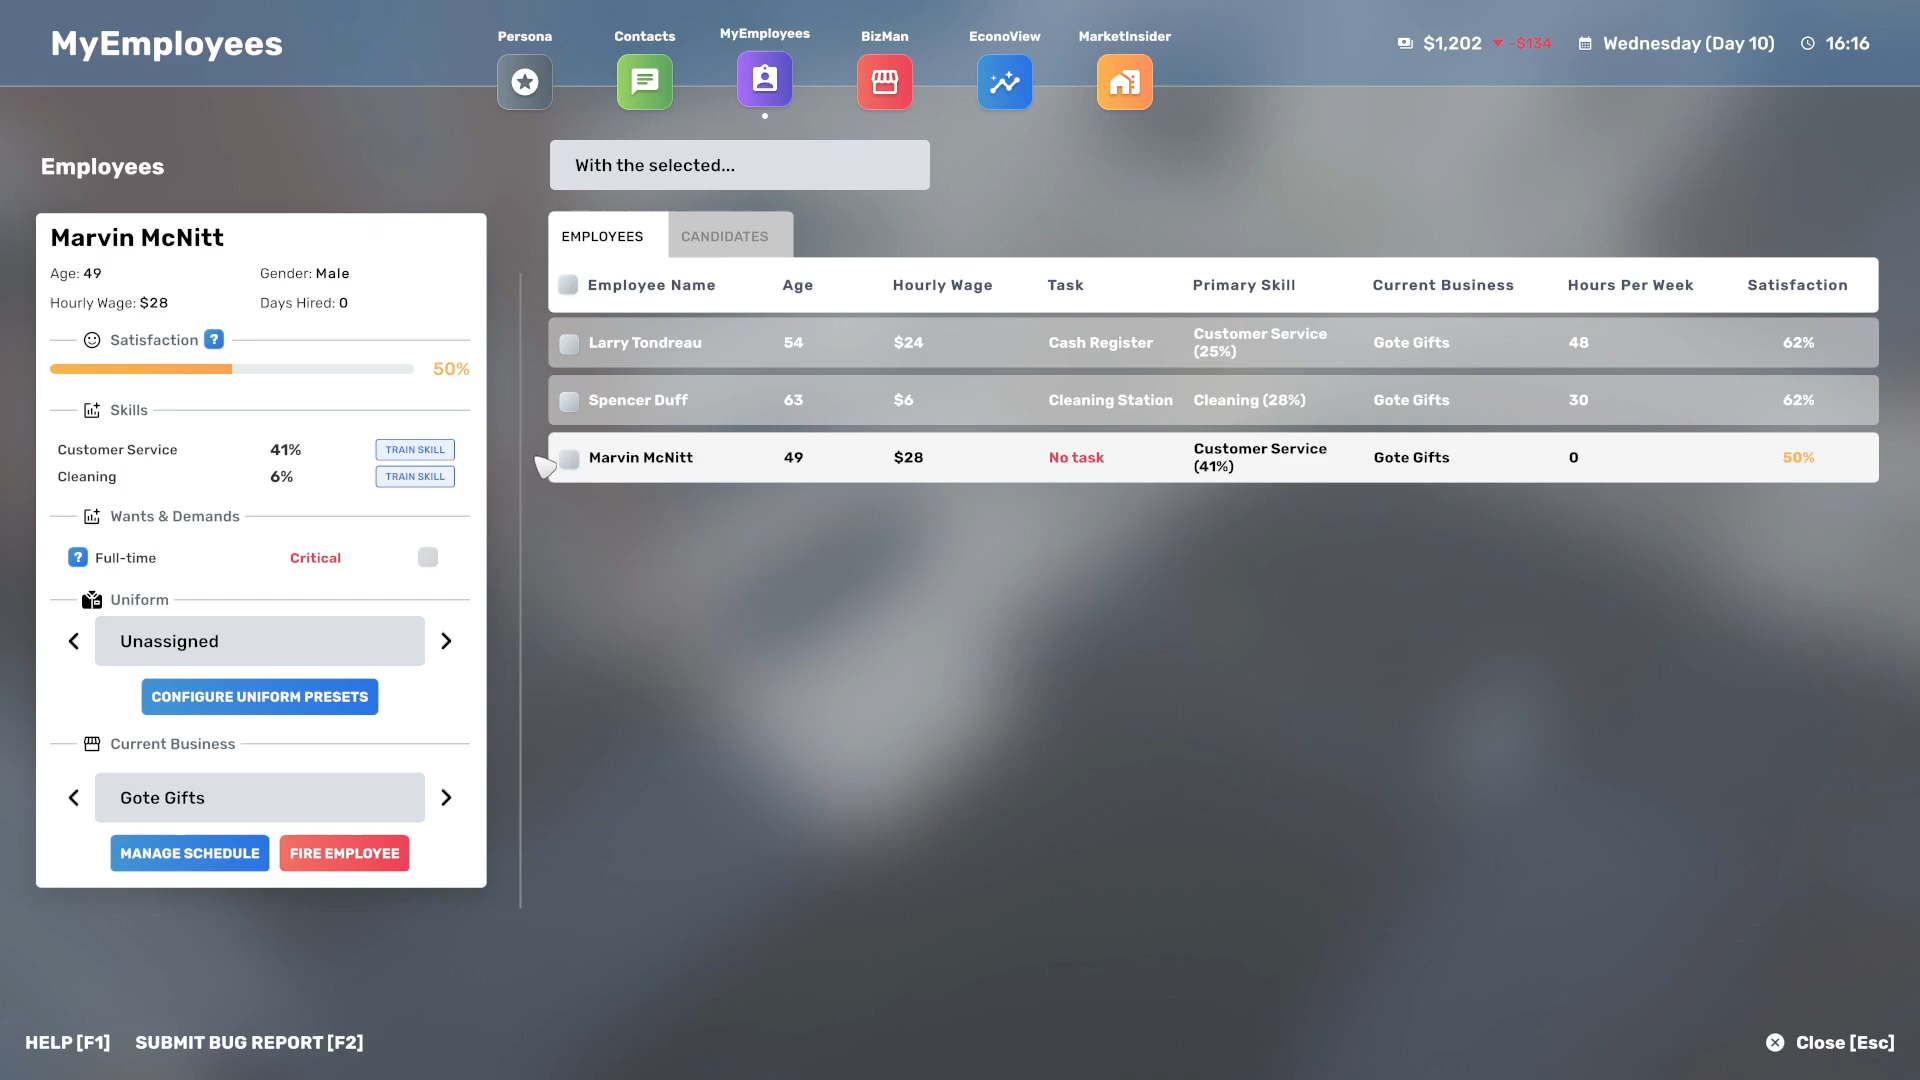 MyEmployees
Persona
Contacts
MyEmployees
BizMan
EconoView
MarketInsider
$1,202 -$134
Wednesday (Day 10)
16:16
Employees
With the selected...
Marvin McNitt
Age: 49
Gender: Male
Hourly Wage: $28
Days Hired: 0
Satisfaction ?
50%
Skills
Customer Service 41% TRAIN SKILL
Cleaning 6% TRAIN SKILL
Wants & Demands
? Full-time Critical
Uniform
Unassigned
CONFIGURE UNIFORM PRESETS
Current Business
Gote Gifts
MANAGE SCHEDULE
FIRE EMPLOYEE
EMPLOYEES
CANDIDATES
Employee Name Age Hourly Wage Task Primary Skill Current Business Hours Per Week Satisfaction
Larry Tondreau 54 $24 Cash Register Customer Service (25%) Gote Gifts 48 62%
Spencer Duff 63 $6 Cleaning Station Cleaning (28%) Gote Gifts 30 62%
Marvin McNitt 49 $28 No task Customer Service (41%) Gote Gifts 0 50%
HELP [F1]
SUBMIT BUG REPORT [F2]
Close [Esc]